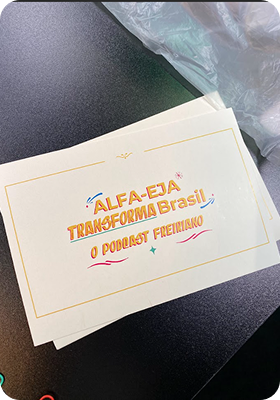 ALFA-EJA
TRANSFORMA Brasil
O PODCAST FREIRIANO